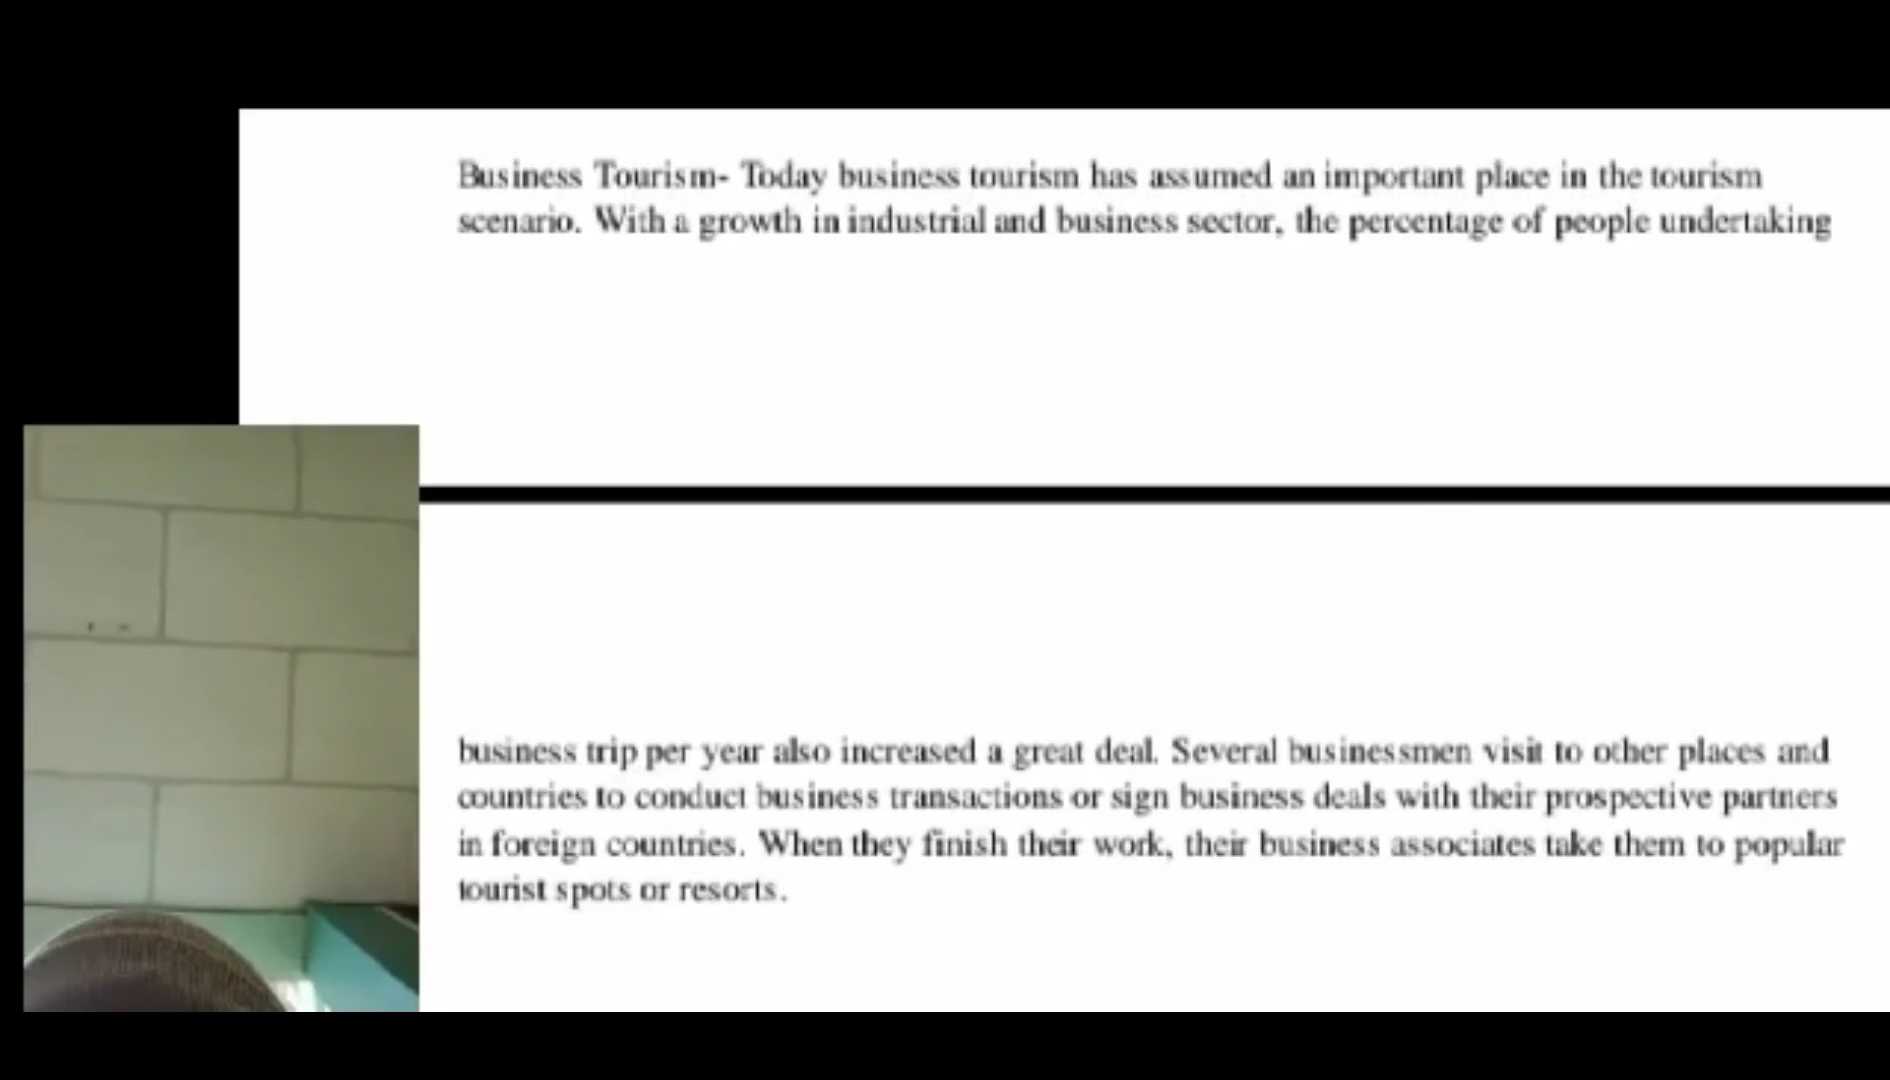 Business Tourism- Today business tourism has assumed an important place in the tourism
scenario. With a growth in industrial and business sector, the percentage of people undertaking
business trip per year also increased a great deal. Several businessmen visit to other places and
countries to conduct business transactions or sign business deals with their prospective partners
in foreign countries. When they finish their work, their business associates take them to popular
tourist spots or resorts.